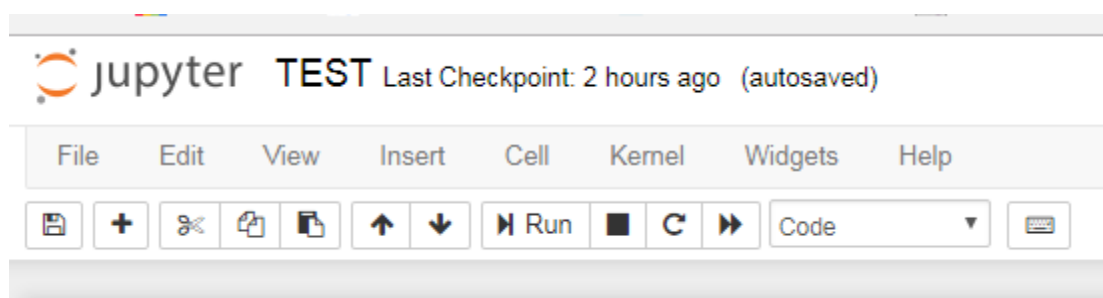 jupyter TEST Last Checkpoint: 2 hours ago (autosaved)
File Edit View Insert Cell Kernel Widgets Help
Run Code